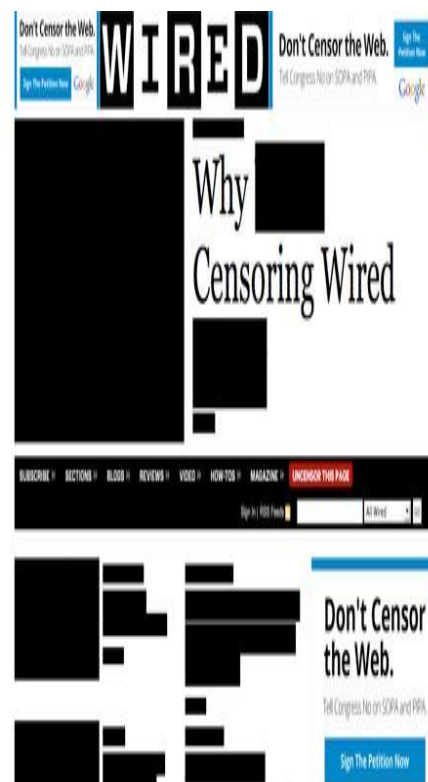 Don't Censor the Web.
Tell Congress No on SOPA and PIPA.
Sign The Petition Now
Google
WIRED
Don't Censor the Web.
Tell Congress No on SOPA and PIPA.
Sign The
Petition Now
Google
Why
Censoring Wired
SUBSCRIBE » SECTIONS » BLOGS » REVIEWS » VIDEO » HOW-TOS » MAGAZINE » UNCENSOR THIS PAGE
Sign In | RSS Feeds All Wired
Don't Censor
the Web.
Tell Congress No on SOPA and PIPA.
Sign The Petition Now